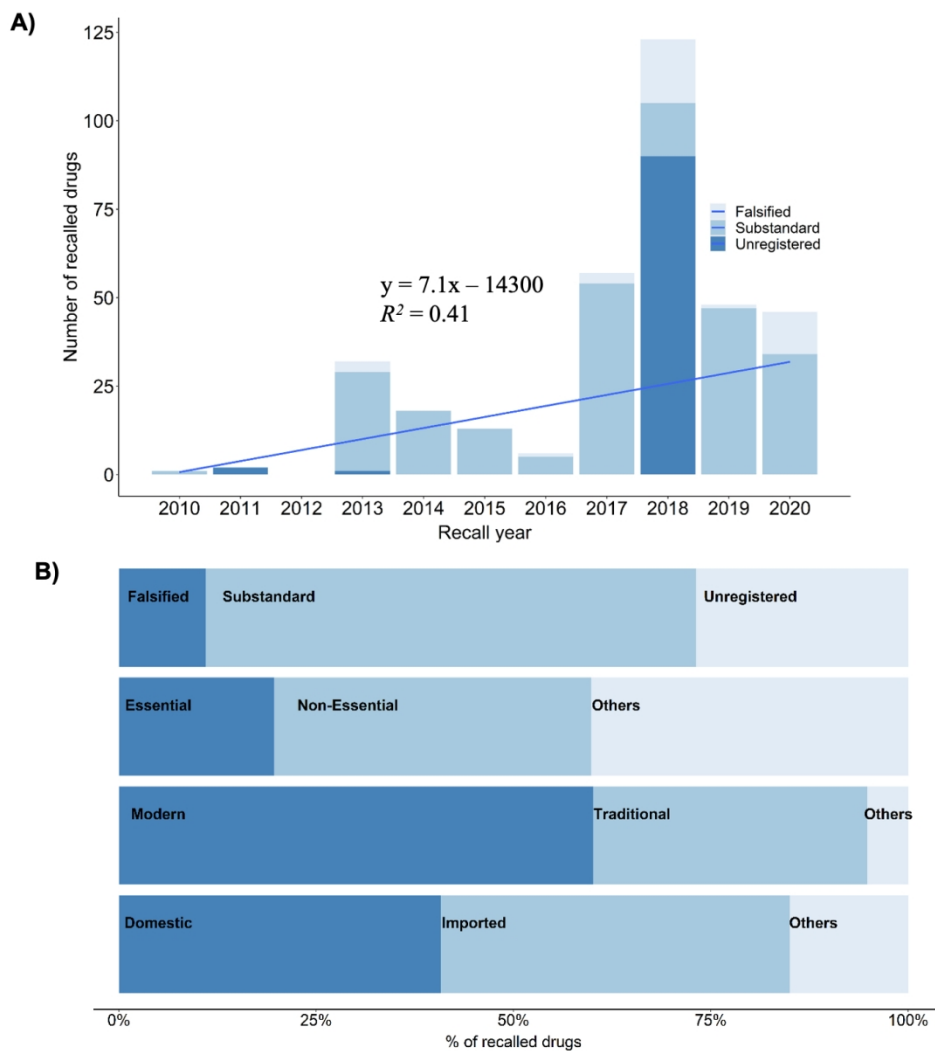 A)
Number of recalled drugs
125
100
75
50
25
0
y = 7.1x – 14300
R² = 0.41
Falsified
Substandard
Unregistered
2010 2011 2012 2013 2014 2015 2016 2017 2018 2019 2020
Recall year
B)
Falsified Substandard Unregistered
Essential Non-Essential Others
Modern Traditional Others
Domestic Imported Others
0% 25% 50% 75% 100%
% of recalled drugs